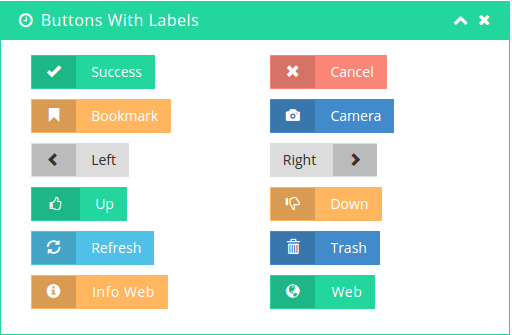 Buttons With Labels
Success
Cancel
Bookmark
Camera
Left
Right
Up
Down
Refresh
Trash
Info Web
Web